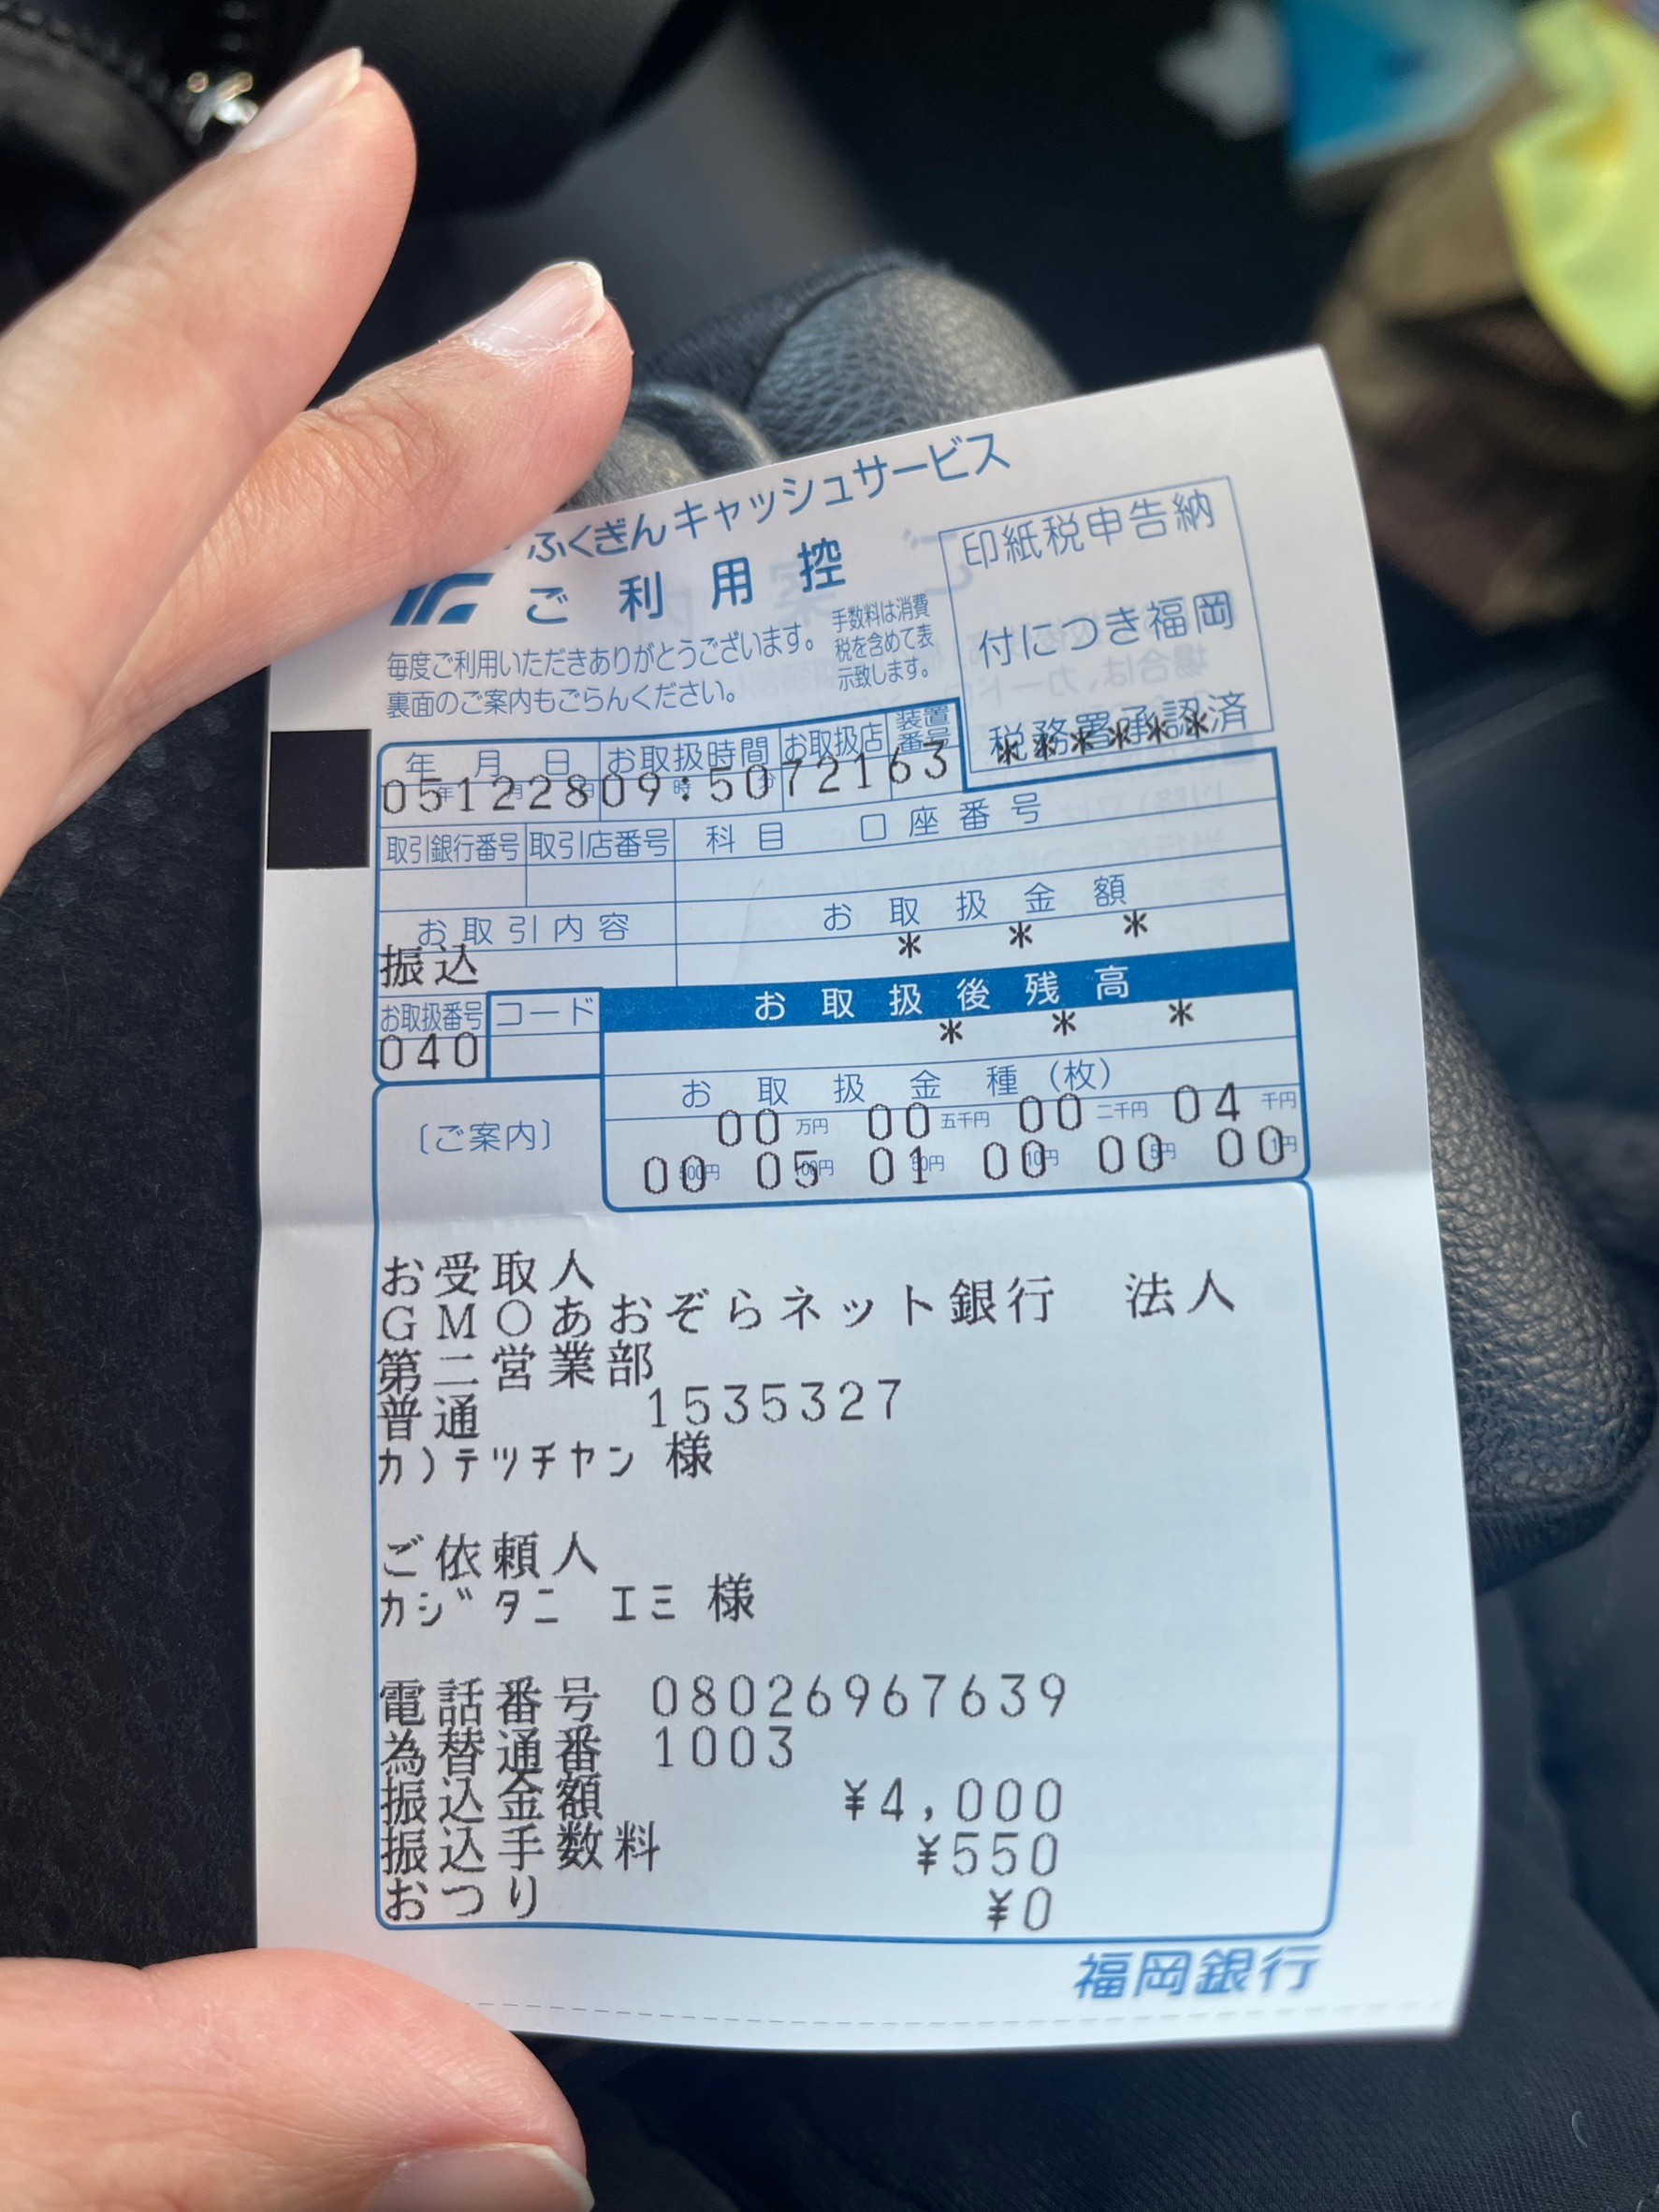 ふくぎんキャッシュサービス
ご利用控
毎度ご利用いただきありがとうございます。
裏面のご案内もごらんください。
手数料は消費
税を含めて表
示致します。
印紙税申告納
付につき福岡
税務署承認済
******
年 月 日 お取扱時間 お取扱店 装置番号
051228 09:50 721 63
取引銀行番号 取引店番号 科目 口座番号
お取引内容 お取扱金額
振込 * * *
お取扱番号 コード お取扱後残高
040 * * *
お取扱金種(枚)
00万円 00五千円 00二千円 04千円
00 500円 05 100円 01 50円 00 10円 00 5円 00 1円
〔ご案内〕
お受取人
GMOあおぞらネット銀行 法人
第二営業部
普通 1535327
カ)テツチヤン 様
ご依頼人
カジタニ エミ 様
電話番号 08026967639
為替通番 1003
振込金額 ¥4,000
振込手数料 ¥550
おつり ¥0
福岡銀行